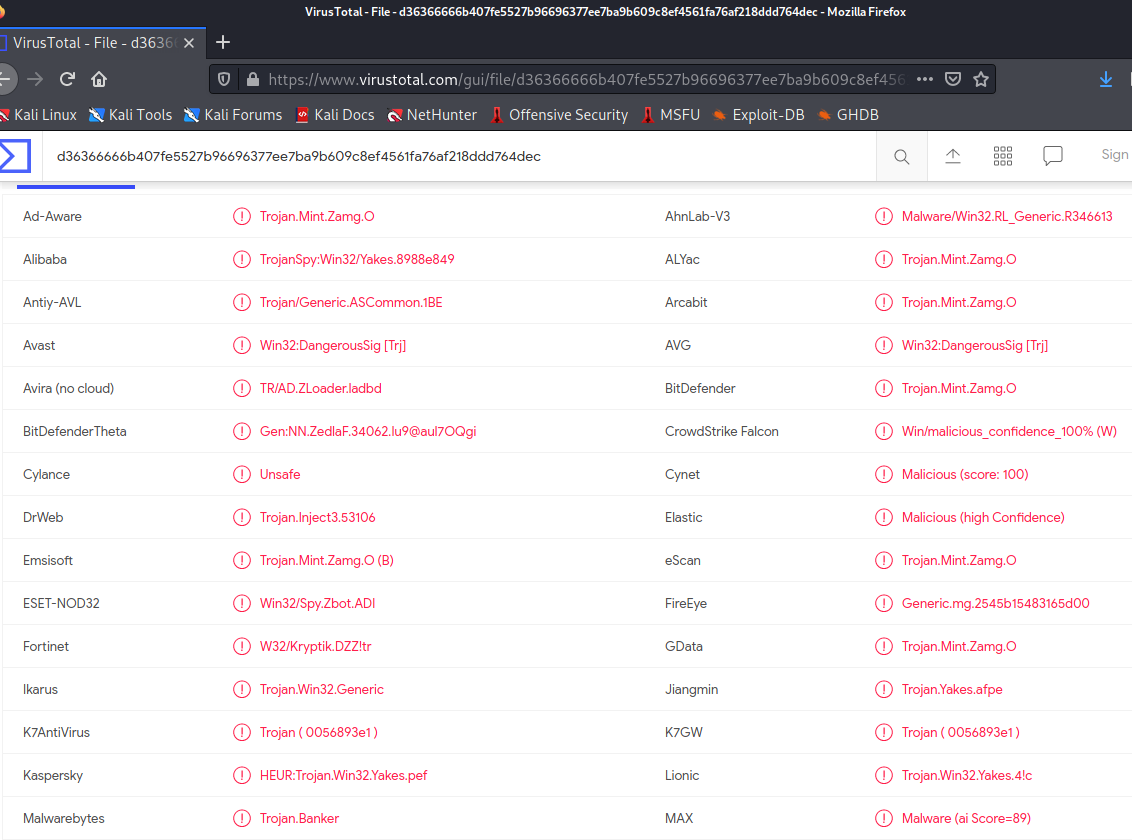 VirusTotal - File - d36366666b407fe5527b96696377ee7ba9b609c8ef4561fa76af218ddd764dec - Mozilla Firefox
VirusTotal - File - d3636
https://www.virustotal.com/gui/file/d36366666b407fe5527b96696377ee7ba9b609c8ef456
Kali Linux Kali Tools Kali Forums Kali Docs NetHunter Offensive Security MSFU Exploit-DB GHDB
d36366666b407fe5527b96696377ee7ba9b609c8ef4561fa76af218ddd764dec Sign
Ad-Aware Trojan.Mint.Zamg.O AhnLab-V3 Malware/Win32.RL_Generic.R346613
Alibaba TrojanSpy:Win32/Yakes.8988e849 ALYac Trojan.Mint.Zamg.O
Antiy-AVL Trojan/Generic.ASCommon.1BE Arcabit Trojan.Mint.Zamg.O
Avast Win32:DangerousSig [Trj] AVG Win32:DangerousSig [Trj]
Avira (no cloud) TR/AD.ZLoader.ladbd BitDefender Trojan.Mint.Zamg.O
BitDefenderTheta Gen:NN.ZedlaF.34062.lu9@aul7OQgi CrowdStrike Falcon Win/malicious_confidence_100% (W)
Cylance Unsafe Cynet Malicious (score: 100)
DrWeb Trojan.Inject3.53106 Elastic Malicious (high Confidence)
Emsisoft Trojan.Mint.Zamg.O (B) eScan Trojan.Mint.Zamg.O
ESET-NOD32 Win32/Spy.Zbot.ADI FireEye Generic.mg.2545b15483165d00
Fortinet W32/Kryptik.DZZ!tr GData Trojan.Mint.Zamg.O
Ikarus Trojan.Win32.Generic Jiangmin Trojan.Yakes.afpe
K7AntiVirus Trojan ( 0056893e1 ) K7GW Trojan ( 0056893e1 )
Kaspersky HEUR:Trojan.Win32.Yakes.pef Lionic Trojan.Win32.Yakes.4!c
Malwarebytes Trojan.Banker MAX Malware (ai Score=89)